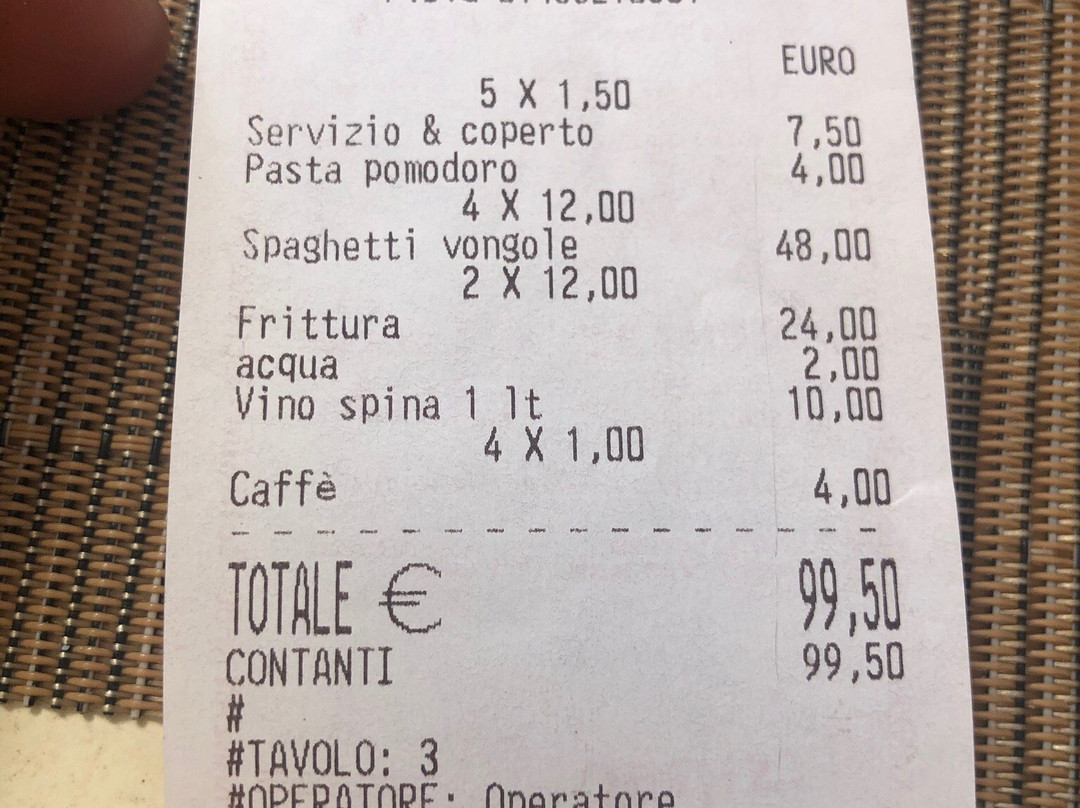 EURO
5 X 1,50
Servizio & coperto 7,50
Pasta pomodoro 4,00
4 X 12,00
Spaghetti vongole 48,00
2 X 12,00
Frittura 24,00
acqua 2,00
Vino spina 1 lt 10,00
4 X 1,00
Caffè 4,00
- - - - - - - - - - - - - - - -
TOTALE € 99,50
CONTANTI 99,50
#
#TAVOLO: 3
#OPERATORE: Operatore